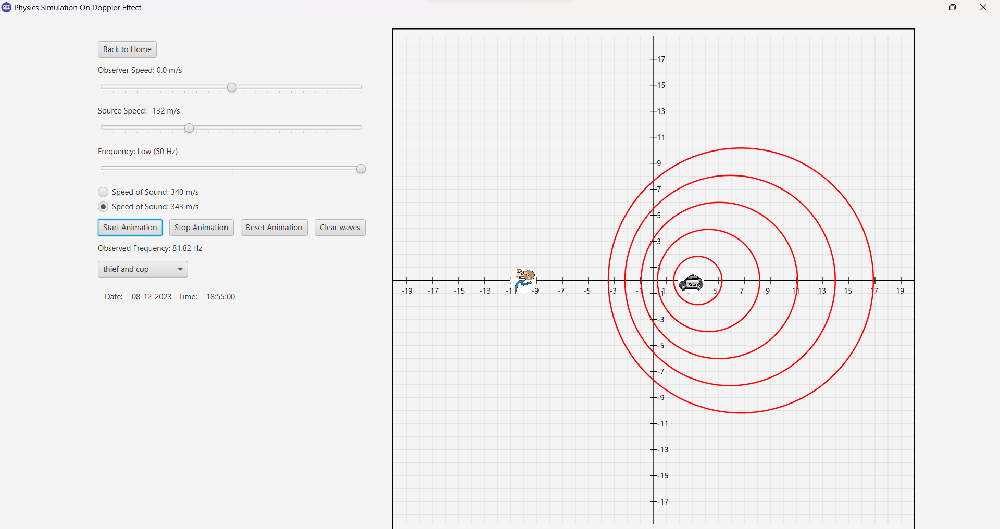 Physics Simulation On Doppler Effect
Back to Home
Observer Speed: 0.0 m/s
Source Speed: -132 m/s
Frequency: Low (50 Hz)
Speed of Sound: 340 m/s
Speed of Sound: 343 m/s
Start Animation Stop Animation Reset Animation Clear waves
Observed Frequency: 81.82 Hz
thief and cop
Date: 08-12-2023 Time: 18:55:00
17
15
13
11
9
7
5
3
1
-19 -17 -15 -13 -9 -7 -5 -3 -1 1 5 7 9 11 13 15 17 19
-1
-3
-5
-7
-9
-11
-13
-15
-17